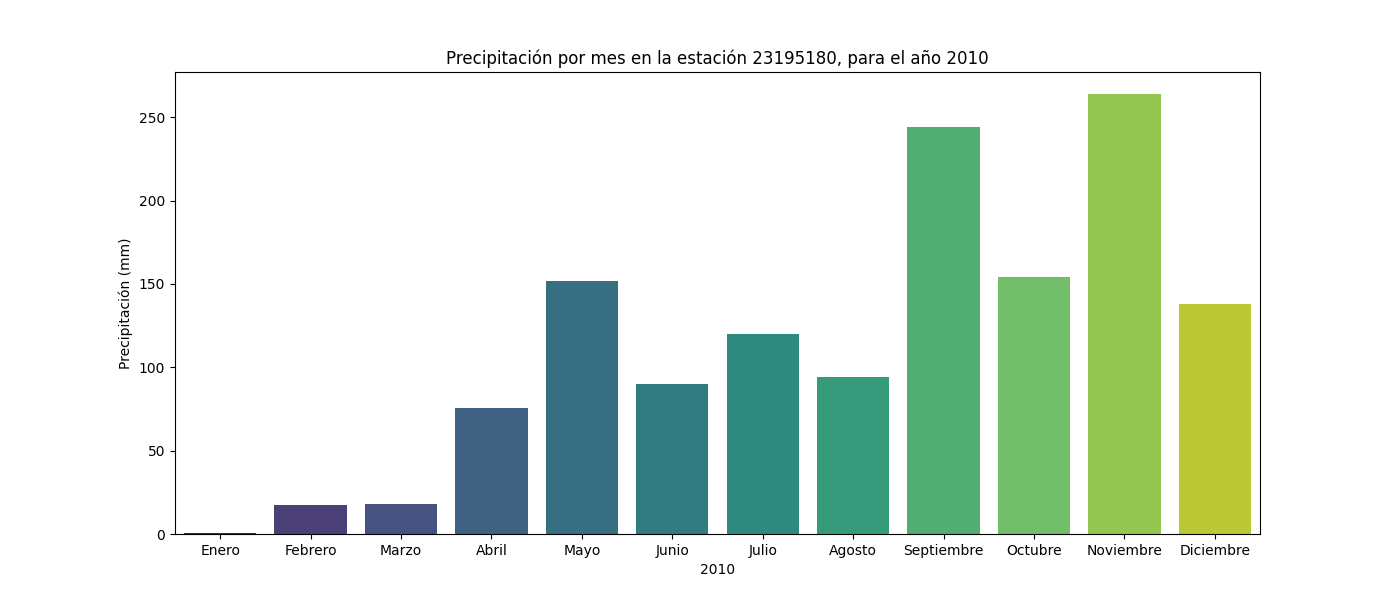 Precipitación por mes en la estación 23195180, para el año 2010
Precipitación (mm)
250
200
150
100
50
0
Enero Febrero Marzo Abril Mayo Junio Julio Agosto Septiembre Octubre Noviembre Diciembre
2010